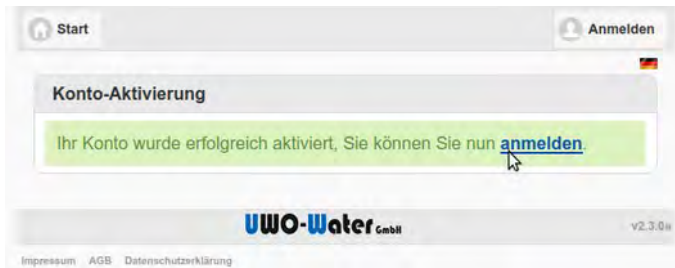 Start
Anmelden
Konto-Aktivierung
Ihr Konto wurde erfolgreich aktiviert, Sie können Sie nun anmelden.
UWO-Water GmbH
v2.3.0a
Impressum AGB Datenschutzerklärung